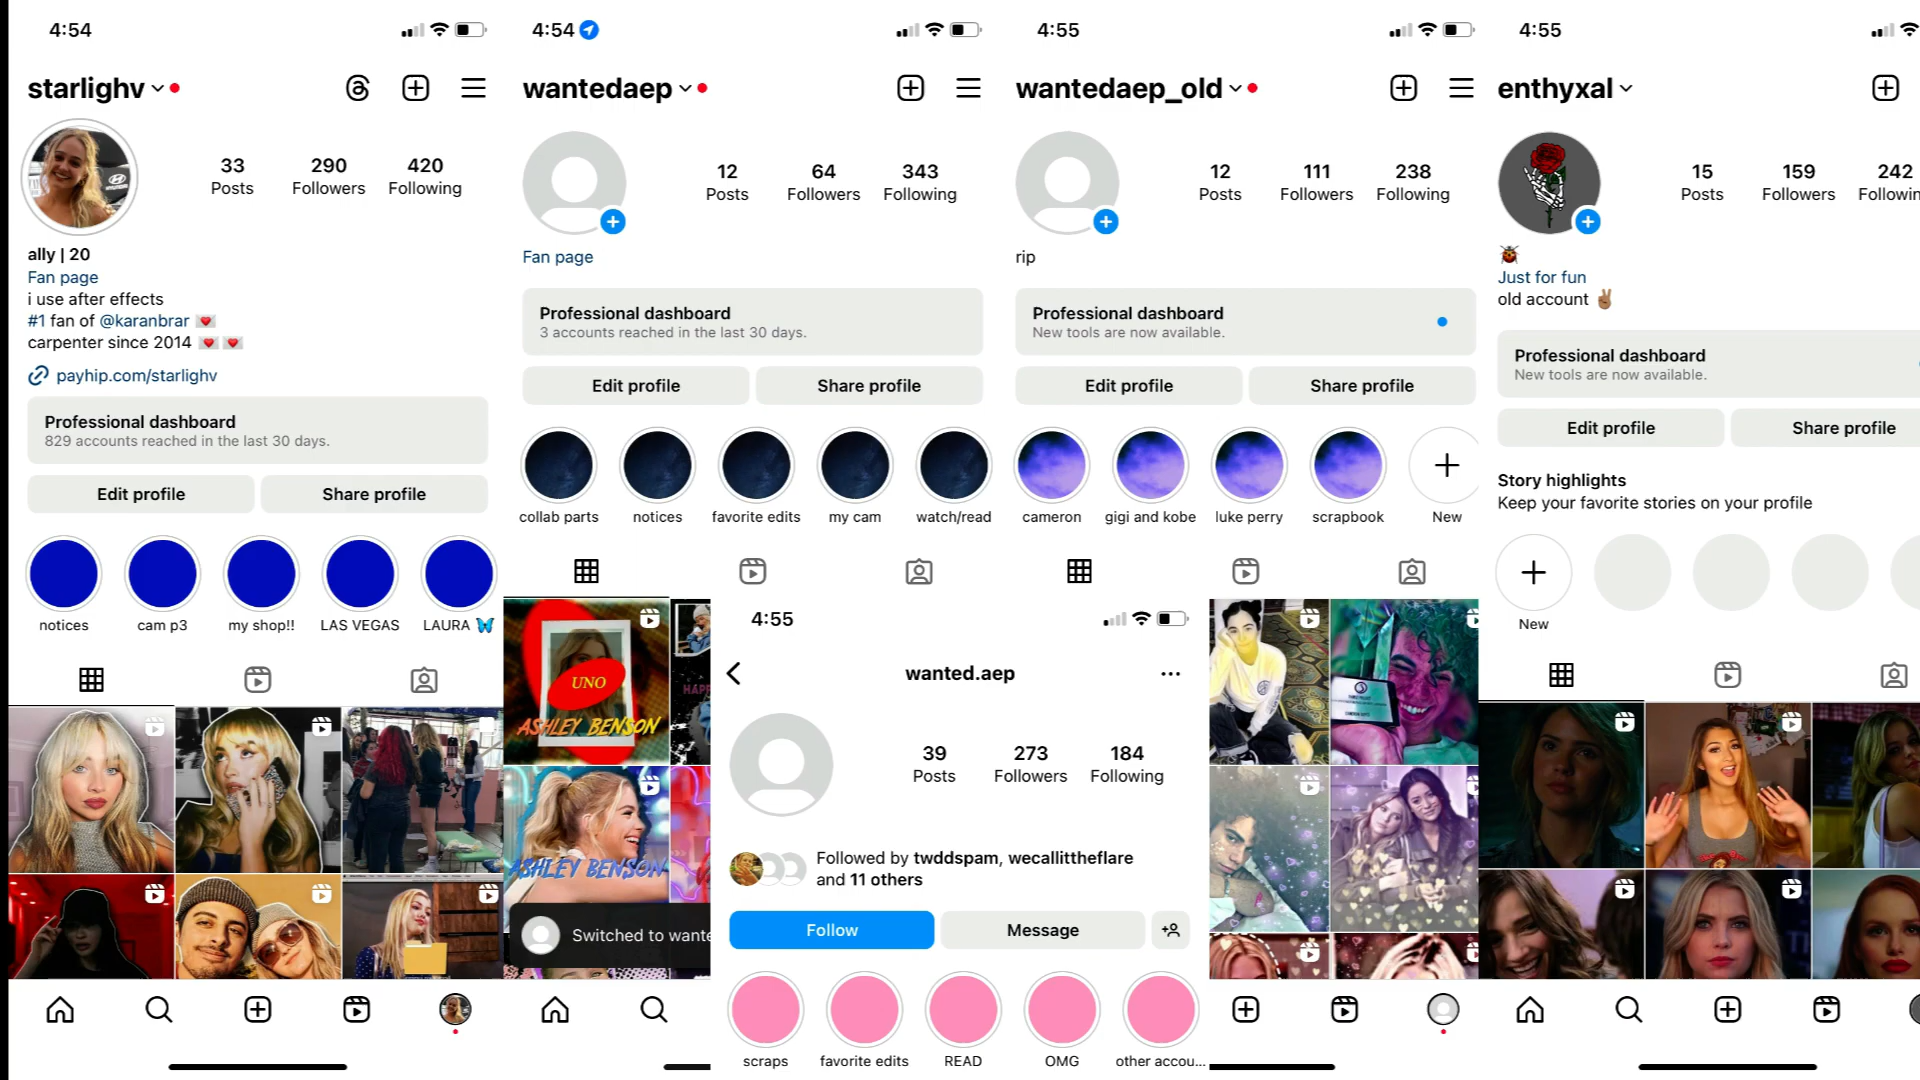 4:54
starlighv
33 290 420
Posts Followers Following
ally | 20
Fan page
i use after effects
#1 fan of @karanbrar 💌
carpenter since 2014 💌 💌
payhip.com/starlighv
Professional dashboard
829 accounts reached in the last 30 days.
Edit profile Share profile
notices cam p3 my shop!! LAS VEGAS LAURA 🦋
4:54
wantedaep
12 64 343
Posts Followers Following
Fan page
Professional dashboard
3 accounts reached in the last 30 days.
Edit profile Share profile
collab parts notices favorite edits my cam watch/read
UNO
ASHLEY BENSON
HAPP
ASHLEY BENSON
Switched to wante
4:55
wantedaep_old
12 111 238
Posts Followers Following
rip
Professional dashboard
New tools are now available.
Edit profile Share profile
cameron gigi and kobe luke perry scrapbook New
4:55
wanted.aep
39 273 184
Posts Followers Following
Followed by twddspam, wecallittheflare
and 11 others
Follow Message
scraps favorite edits READ OMG other accou...
4:55
enthyxal
15 159 242
Posts Followers Followin
🐞
Just for fun
old account ✌🏽
Professional dashboard
New tools are now available.
Edit profile Share profile
Story highlights
Keep your favorite stories on your profile
New